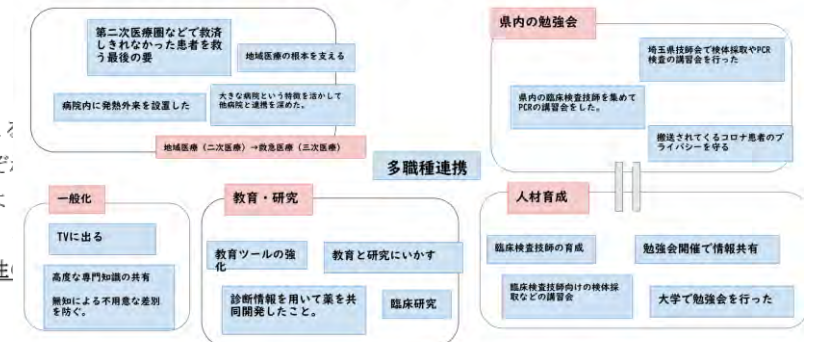 第二次医療圏などで救済
しきれなかった患者を救
う最後の要
地域医療の根本を支える
病院内に発熱外来を設置した
大きな病院という特徴を活かして
他病院と連携を深めた。
地域医療（二次医療）→救急医療（三次医療）
県内の勉強会
埼玉県技師会で検体採取やPCR
検査の講習会を行った
県内の臨床検査技師を集めて
PCRの講習会をした。
搬送されてくるコロナ患者のプ
ライバシーを守る
多職種連携
一般化
TVに出る
高度な専門知識の共有
無知による不用意な差別
を防ぐ。
教育・研究
教育ツールの強
化
教育と研究にいかす
診断情報を用いて薬を共
同開発したこと。
臨床研究
人材育成
臨床検査技師の育成
勉強会開催で情報共有
臨床検査技師向けの検体採
取などの講習会
大学で勉強会を行った